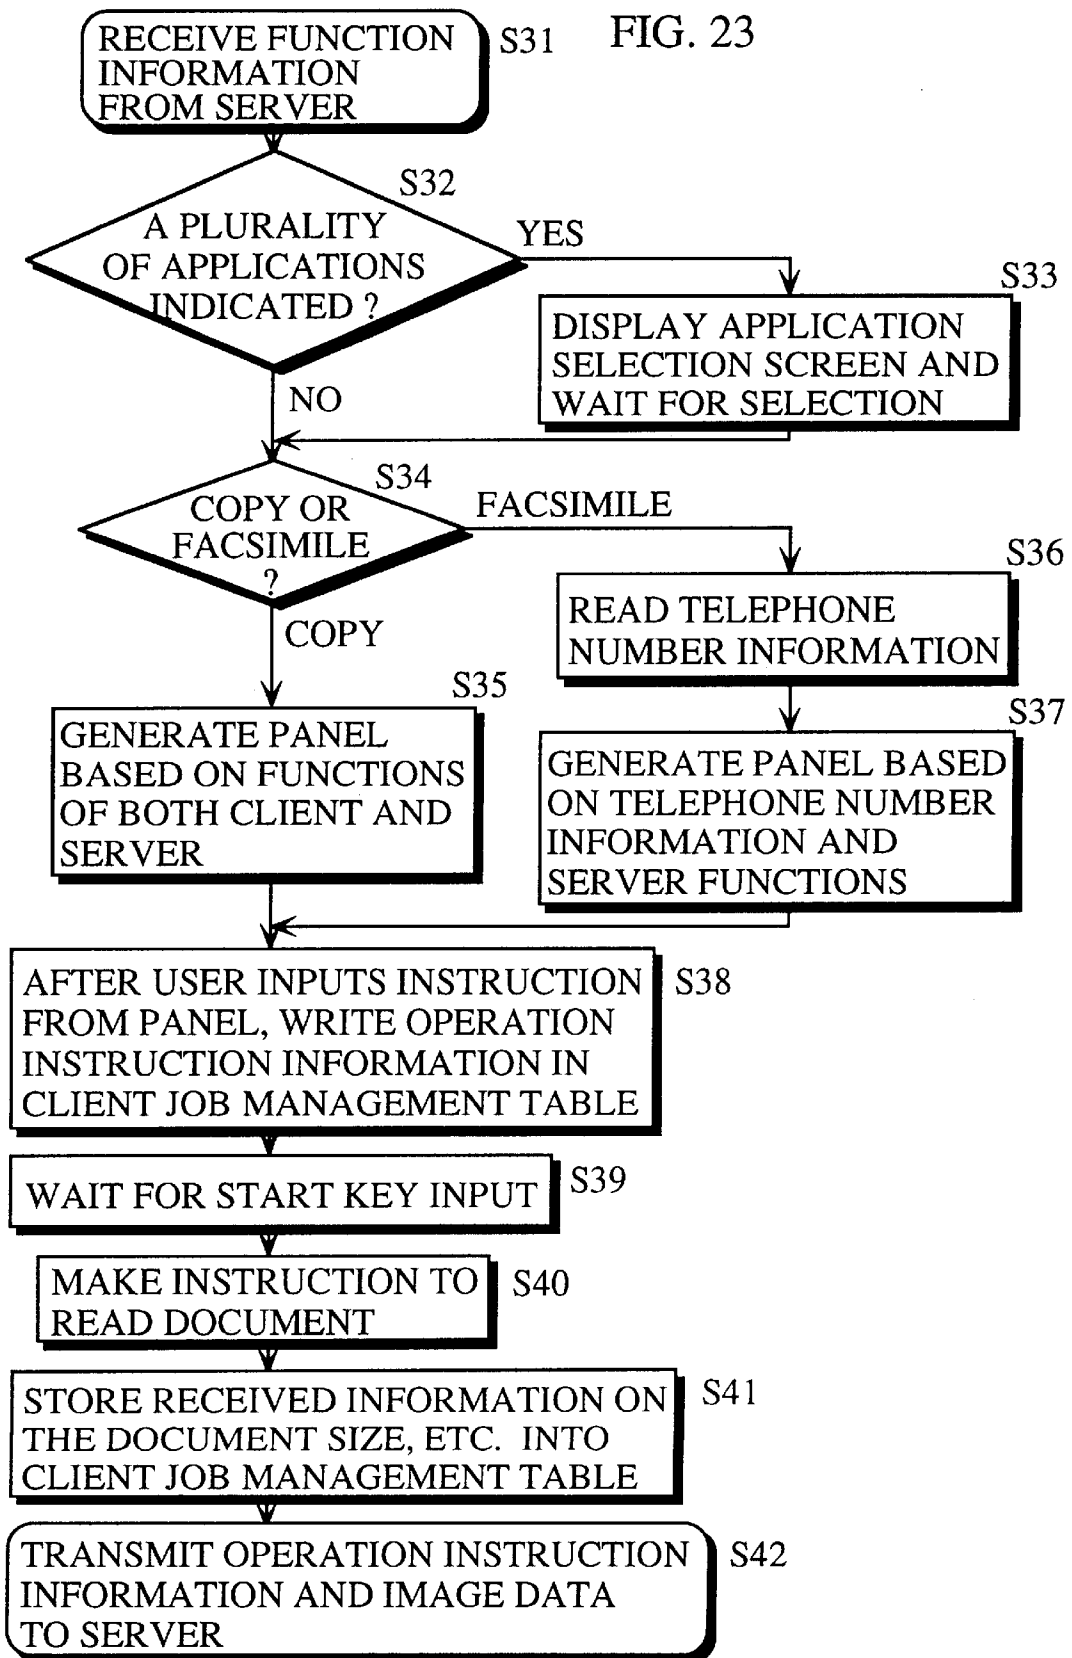 FIG. 23
RECEIVE FUNCTION
INFORMATION
FROM SERVER
S31
S32
A PLURALITY
OF APPLICATIONS
INDICATED ?
YES
NO
S33
DISPLAY APPLICATION
SELECTION SCREEN AND
WAIT FOR SELECTION
S34
COPY OR
FACSIMILE
?
FACSIMILE
COPY
S36
READ TELEPHONE
NUMBER INFORMATION
S35
GENERATE PANEL
BASED ON FUNCTIONS
OF BOTH CLIENT AND
SERVER
S37
GENERATE PANEL BASED
ON TELEPHONE NUMBER
INFORMATION AND
SERVER FUNCTIONS
AFTER USER INPUTS INSTRUCTION
FROM PANEL, WRITE OPERATION
INSTRUCTION INFORMATION IN
CLIENT JOB MANAGEMENT TABLE
S38
WAIT FOR START KEY INPUT
S39
MAKE INSTRUCTION TO
READ DOCUMENT
S40
STORE RECEIVED INFORMATION ON
THE DOCUMENT SIZE, ETC. INTO
CLIENT JOB MANAGEMENT TABLE
S41
TRANSMIT OPERATION INSTRUCTION
INFORMATION AND IMAGE DATA
TO SERVER
S42